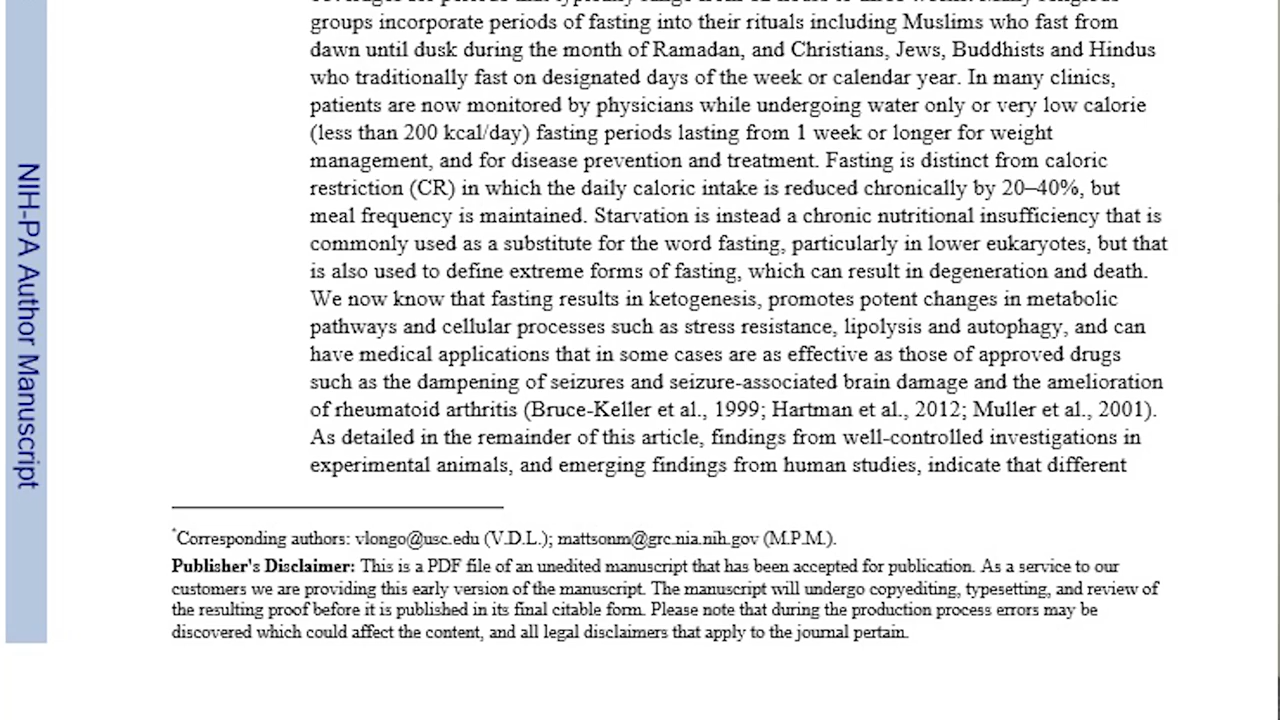 groups incorporate periods of fasting into their rituals including Muslims who fast from
dawn until dusk during the month of Ramadan, and Christians, Jews, Buddhists and Hindus
who traditionally fast on designated days of the week or calendar year. In many clinics,
patients are now monitored by physicians while undergoing water only or very low calorie
(less than 200 kcal/day) fasting periods lasting from 1 week or longer for weight
management, and for disease prevention and treatment. Fasting is distinct from caloric
restriction (CR) in which the daily caloric intake is reduced chronically by 20–40%, but
meal frequency is maintained. Starvation is instead a chronic nutritional insufficiency that is
commonly used as a substitute for the word fasting, particularly in lower eukaryotes, but that
is also used to define extreme forms of fasting, which can result in degeneration and death.
We now know that fasting results in ketogenesis, promotes potent changes in metabolic
pathways and cellular processes such as stress resistance, lipolysis and autophagy, and can
have medical applications that in some cases are as effective as those of approved drugs
such as the dampening of seizures and seizure-associated brain damage and the amelioration
of rheumatoid arthritis (Bruce-Keller et al., 1999; Hartman et al., 2012; Muller et al., 2001).
As detailed in the remainder of this article, findings from well-controlled investigations in
experimental animals, and emerging findings from human studies, indicate that different
*Corresponding authors: vlongo@usc.edu (V.D.L.); mattsonm@grc.nia.nih.gov (M.P.M.).
Publisher's Disclaimer: This is a PDF file of an unedited manuscript that has been accepted for publication. As a service to our
customers we are providing this early version of the manuscript. The manuscript will undergo copyediting, typesetting, and review of
the resulting proof before it is published in its final citable form. Please note that during the production process errors may be
discovered which could affect the content, and all legal disclaimers that apply to the journal pertain.
NIH-PA Author Manuscript